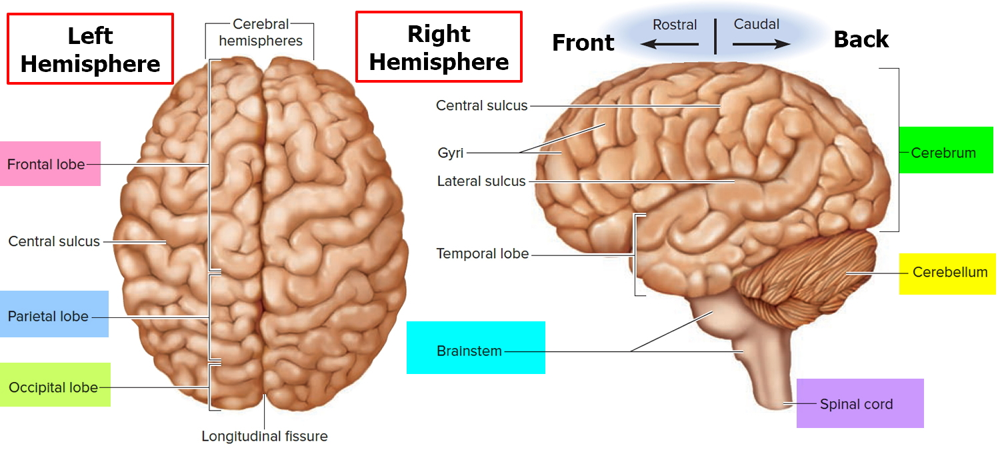 Left
Hemisphere
Cerebral
hemispheres
Right
Hemisphere
Frontal lobe
Central sulcus
Parietal lobe
Occipital lobe
Longitudinal fissure
Front
Rostral
Caudal
Back
Central sulcus
Gyri
Lateral sulcus
Temporal lobe
Brainstem
Cerebrum
Cerebellum
Spinal cord